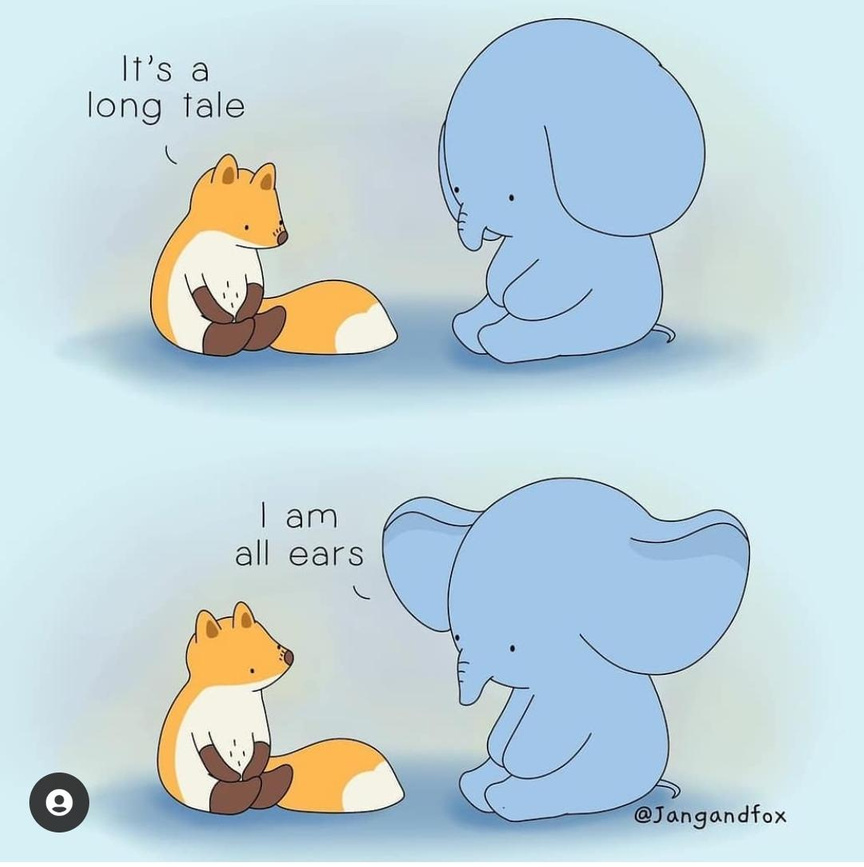 It's a
long tale
I am
all ears
@Jangandfox